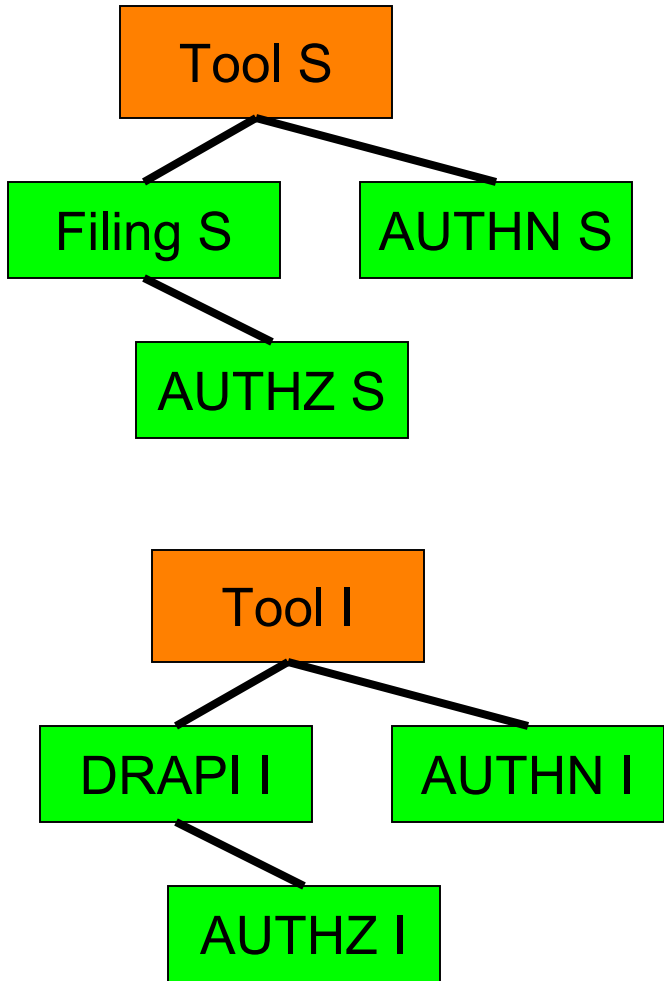 Tool S
Filing S
AUTHN S
AUTHZ S
Tool I
DRAPI I
AUTHN I
AUTHZ I